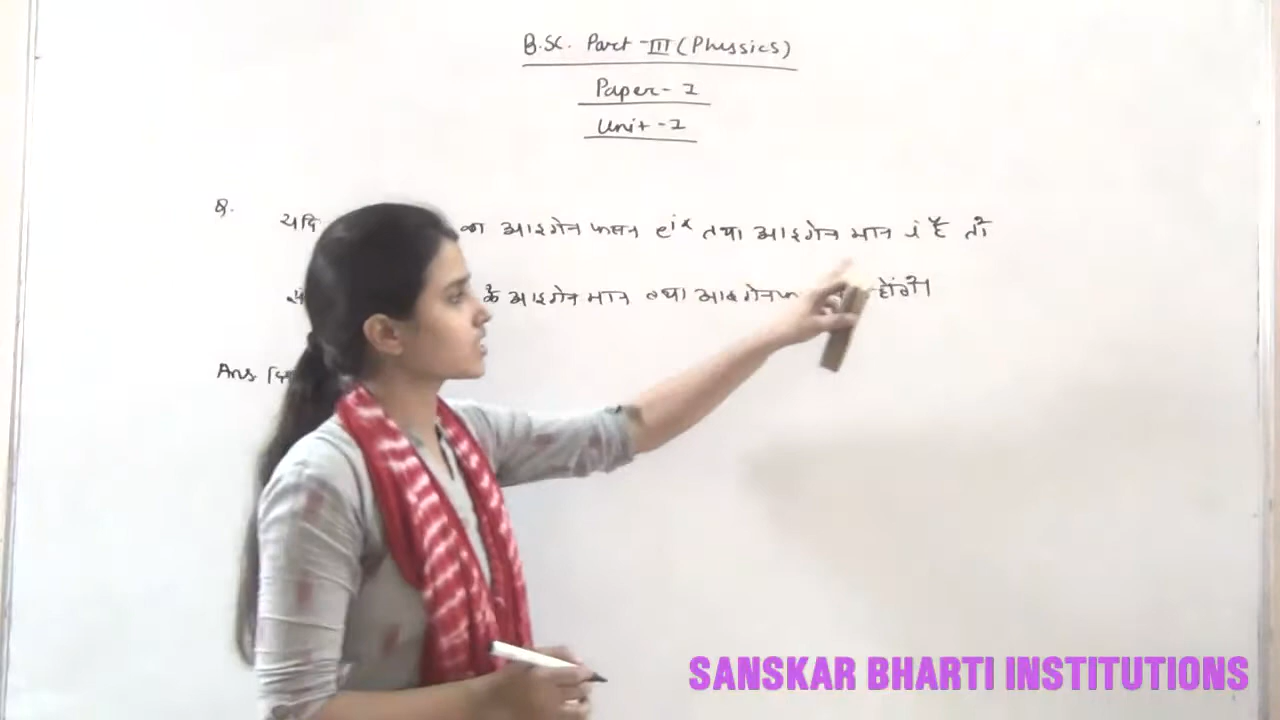 B.Sc. Part-III (Physics)
Paper-I
Unit-I
Q. यदि का आइगेन फलन e^ix तथा आइगेन मान i है तो
के आइगेन मान तथा आइगेनफ होंगे।
Ans
SANSKAR BHARTI INSTITUTIONS